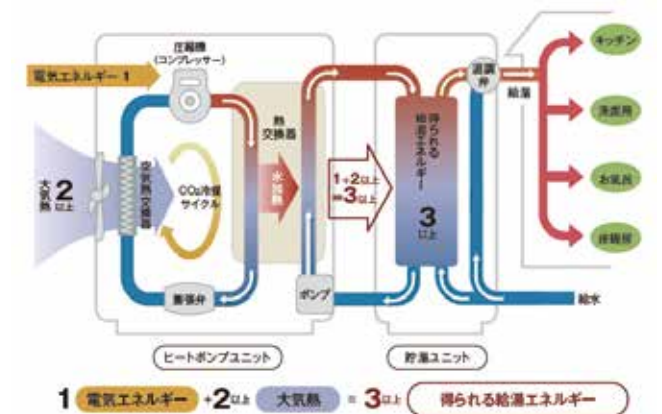 圧縮機
(コンプレッサー)
電気エネルギー 1
大気熱 2以上
空気熱交換器
CO₂冷媒
サイクル
膨張弁
熱
交換器
水加熱
ポンプ
1+2以上
=3以上
得られる
給湯エネルギー
3
以上
温調
弁
給湯
キッチン
洗面所
お風呂
床暖房
給水
ヒートポンプユニット
貯湯ユニット
1 電気エネルギー +2以上 大気熱 = 3以上 得られる給湯エネルギー